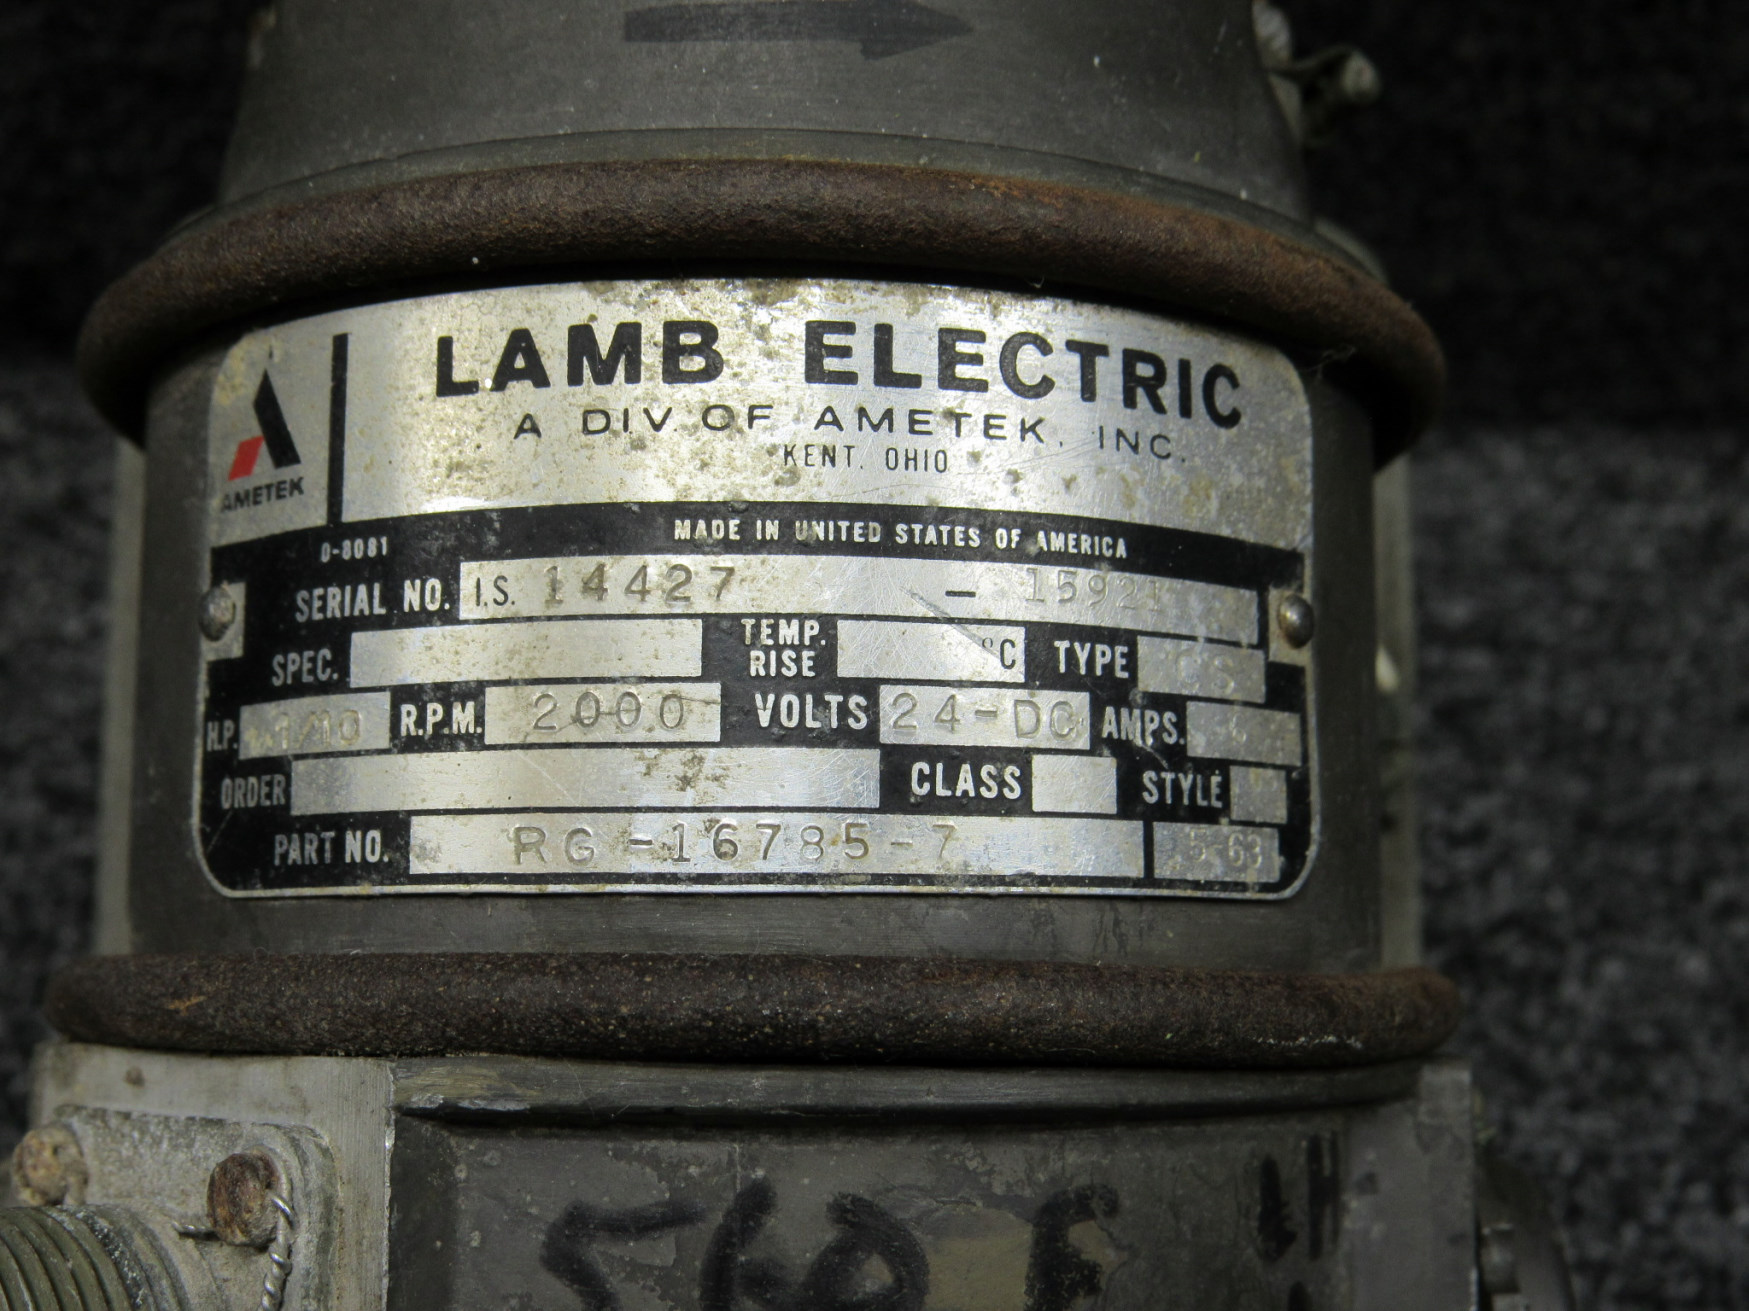 LAMB ELECTRIC
A DIV. OF AMETEK, INC.
KENT, OHIO
AMETEK
D-8081
MADE IN UNITED STATES OF AMERICA
SERIAL NO. I.S. 14427 - 15921
SPEC. TEMP. RISE °C TYPE CS
H.P. 1/10 R.P.M. 2000 VOLTS 24-DC AMPS.
ORDER CLASS STYLE
PART NO. RG-16785-7 5-63